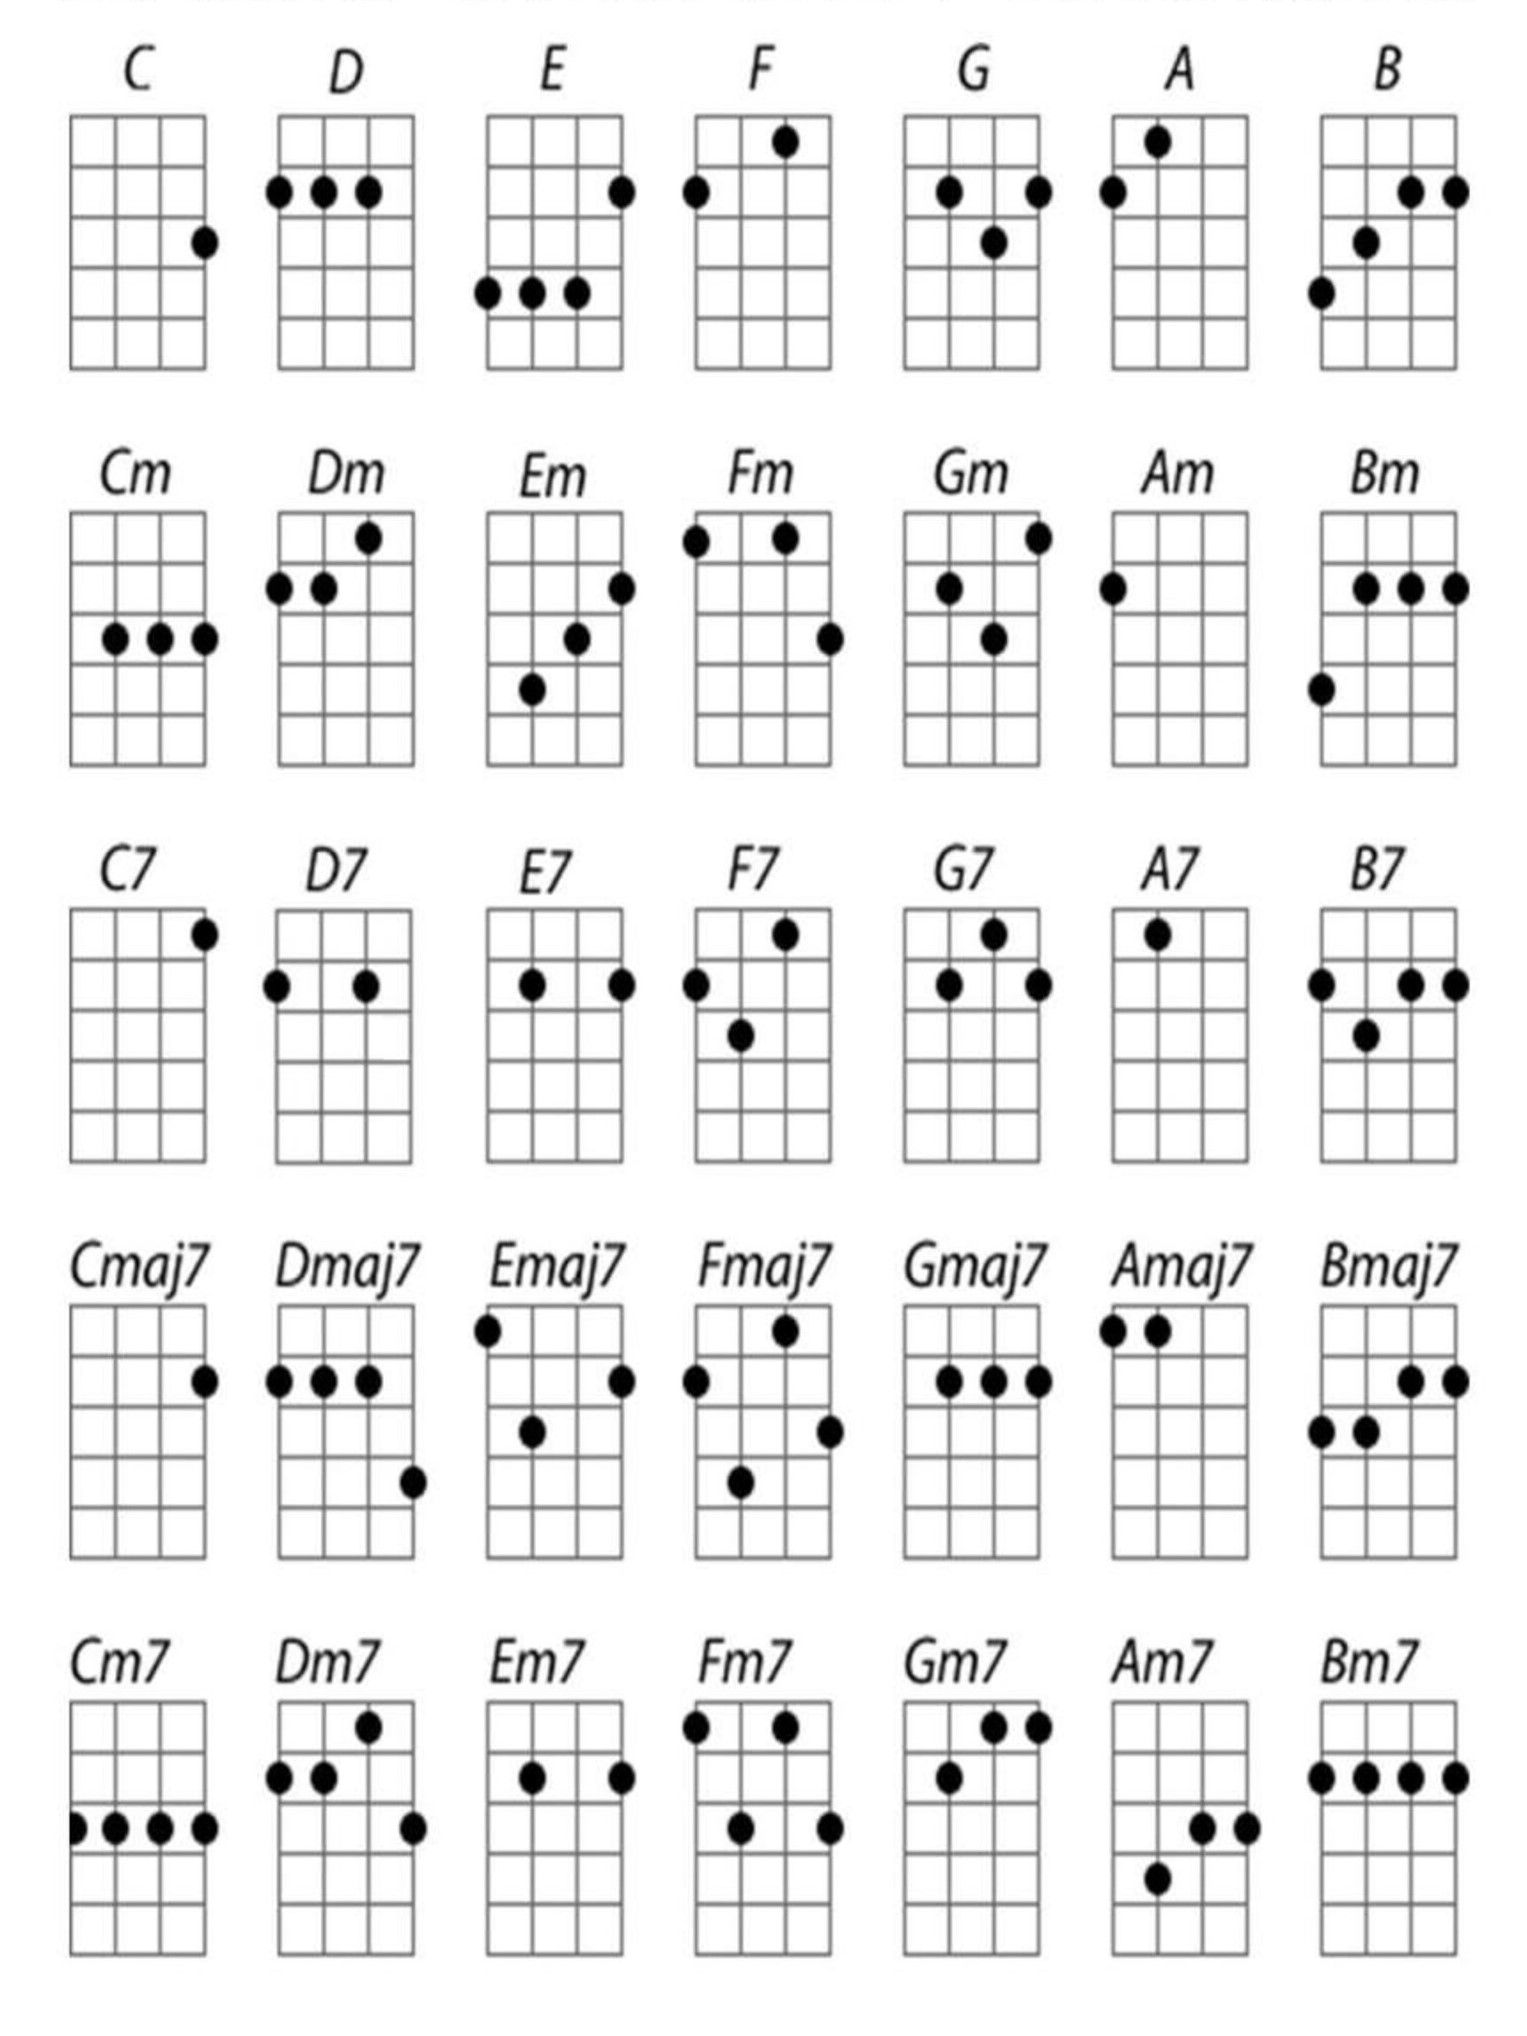 C D E F G A B
Cm Dm Em Fm Gm Am Bm
C7 D7 E7 F7 G7 A7 B7
Cmaj7 Dmaj7 Emaj7 Fmaj7 Gmaj7 Amaj7 Bmaj7
Cm7 Dm7 Em7 Fm7 Gm7 Am7 Bm7